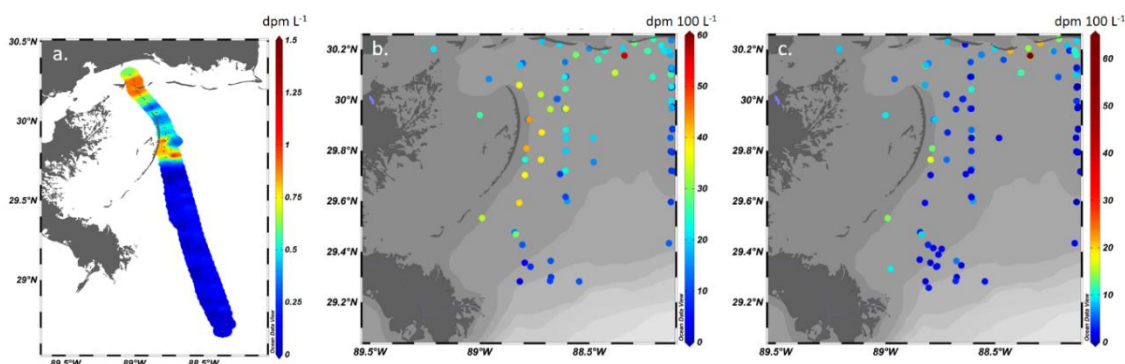 dpm L⁻¹
a.
30.5°N
30°N
29.5°N
29°N
89.5°W
89°W
88.5°W
1.5
1.25
1
0.75
0.5
0.25
0
Ocean Data View
dpm 100 L⁻¹
b.
30.2°N
30°N
29.8°N
29.6°N
29.4°N
29.2°N
89.5°W
89°W
88.5°W
60
50
40
30
20
10
0
Ocean Data View
dpm 100 L⁻¹
c.
30.2°N
30°N
29.8°N
29.6°N
29.4°N
29.2°N
89.5°W
89°W
88.5°W
60
50
40
30
20
10
0
Ocean Data View